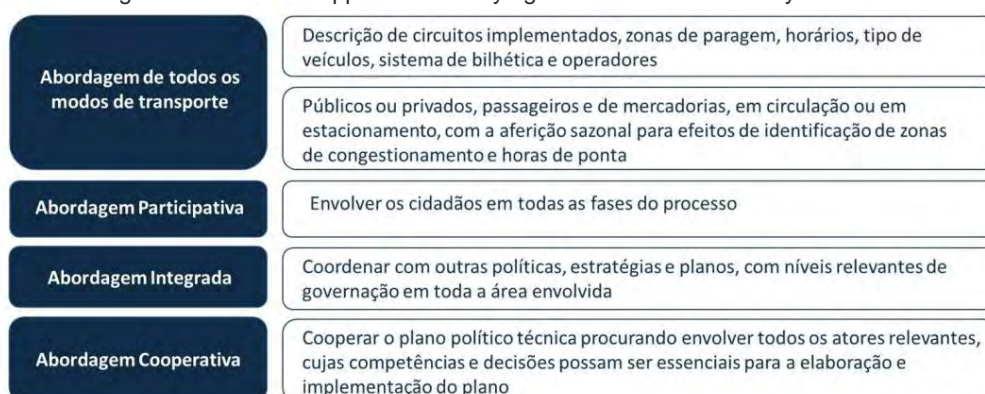 Abordagem de todos os
modos de transporte
Descrição de circuitos implementados, zonas de paragem, horários, tipo de
veículos, sistema de bilhética e operadores
Públicos ou privados, passageiros e de mercadorias, em circulação ou em
estacionamento, com a aferição sazonal para efeitos de identificação de zonas
de congestionamento e horas de ponta
Abordagem Participativa
Envolver os cidadãos em todas as fases do processo
Abordagem Integrada
Coordenar com outras políticas, estratégias e planos, com níveis relevantes de
governação em toda a área envolvida
Abordagem Cooperativa
Cooperar o plano político técnica procurando envolver todos os atores relevantes,
cujas competências e decisões possam ser essenciais para a elaboração e
implementação do plano